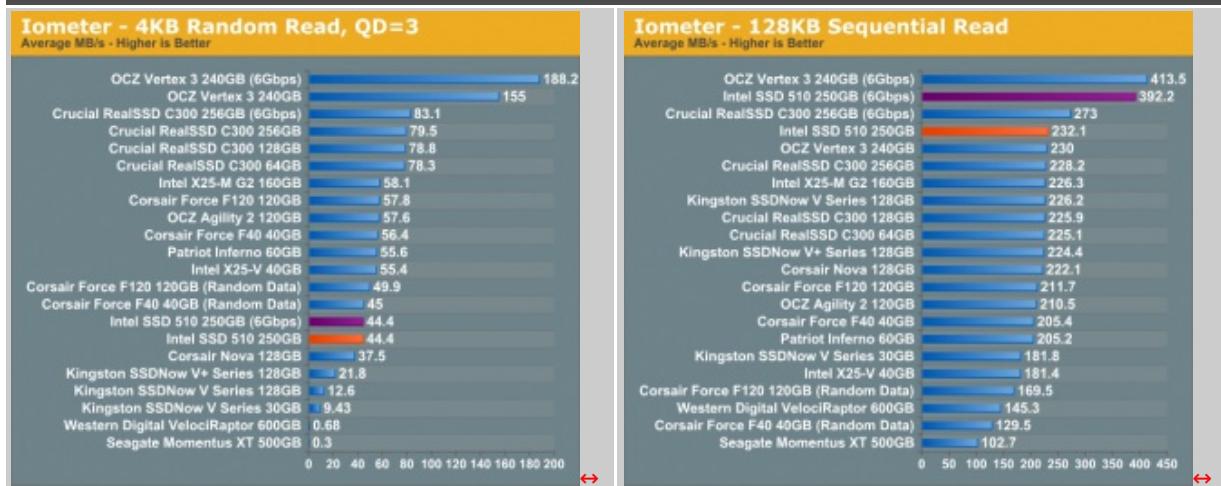 Iometer - 4KB Random Read, QD=3
Average MB/s - Higher is Better
OCZ Vertex 3 240GB (6Gbps) 188.2
OCZ Vertex 3 240GB 155
Crucial RealSSD C300 256GB (6Gbps) 83.1
Crucial RealSSD C300 256GB 79.5
Crucial RealSSD C300 128GB 78.8
Crucial RealSSD C300 64GB 78.3
Intel X25-M G2 160GB 58.1
Corsair Force F120 120GB 57.8
OCZ Agility 2 120GB 57.6
Corsair Force F40 40GB 56.4
Patriot Inferno 60GB 55.6
Intel X25-V 40GB 55.4
Corsair Force F120 120GB (Random Data) 49.9
Corsair Force F40 40GB (Random Data) 45
Intel SSD 510 250GB (6Gbps) 44.4
Intel SSD 510 250GB 44.4
Corsair Nova 128GB 37.5
Kingston SSDNow V+ Series 128GB 21.8
Kingston SSDNow V Series 128GB 12.6
Kingston SSDNow V Series 30GB 9.43
Western Digital VelociRaptor 600GB 0.68
Seagate Momentus XT 500GB 0.3
0 20 40 60 80 100 120 140 160 180 200
Iometer - 128KB Sequential Read
Average MB/s - Higher is Better
OCZ Vertex 3 240GB (6Gbps) 413.5
Intel SSD 510 250GB (6Gbps) 392.2
Crucial RealSSD C300 256GB (6Gbps) 273
Intel SSD 510 250GB 232.1
OCZ Vertex 3 240GB 230
Crucial RealSSD C300 256GB 228.2
Intel X25-M G2 160GB 226.3
Kingston SSDNow V Series 128GB 226.2
Crucial RealSSD C300 128GB 225.9
Crucial RealSSD C300 64GB 225.1
Kingston SSDNow V+ Series 128GB 224.4
Corsair Nova 128GB 222.1
Corsair Force F120 120GB 211.7
OCZ Agility 2 120GB 210.5
Corsair Force F40 40GB 205.4
Patriot Inferno 60GB 205.2
Kingston SSDNow V Series 30GB 181.8
Intel X25-V 40GB 181.4
Corsair Force F120 120GB (Random Data) 169.5
Western Digital VelociRaptor 600GB 145.3
Corsair Force F40 40GB (Random Data) 129.5
Seagate Momentus XT 500GB 102.7
0 50 100 150 200 250 300 350 400 450